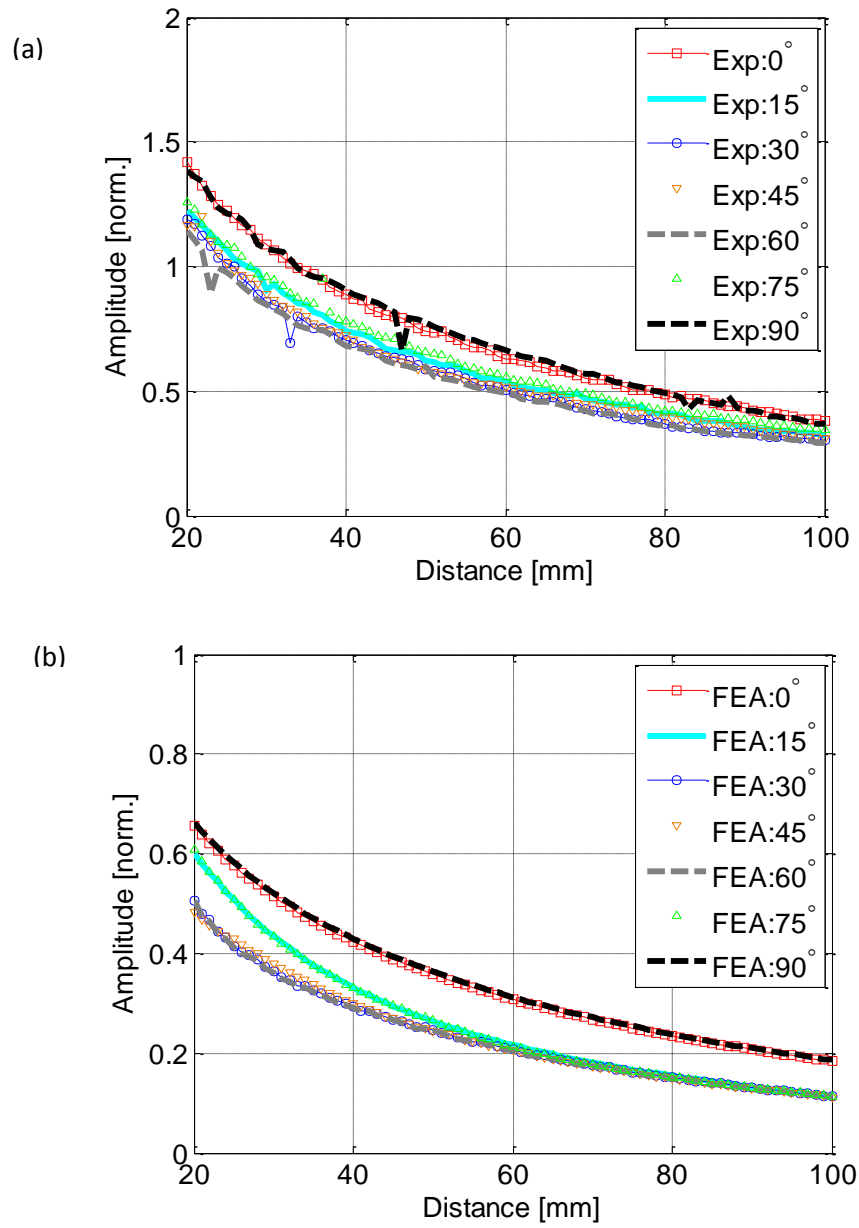 (a)
Amplitude [norm.]
2
1.5
1
0.5
0
20
40
60
80
100
Distance [mm]
Exp:0°
Exp:15°
Exp:30°
Exp:45°
Exp:60°
Exp:75°
Exp:90°
(b)
Amplitude [norm.]
1
0.8
0.6
0.4
0.2
0
20
40
60
80
100
Distance [mm]
FEA:0°
FEA:15°
FEA:30°
FEA:45°
FEA:60°
FEA:75°
FEA:90°